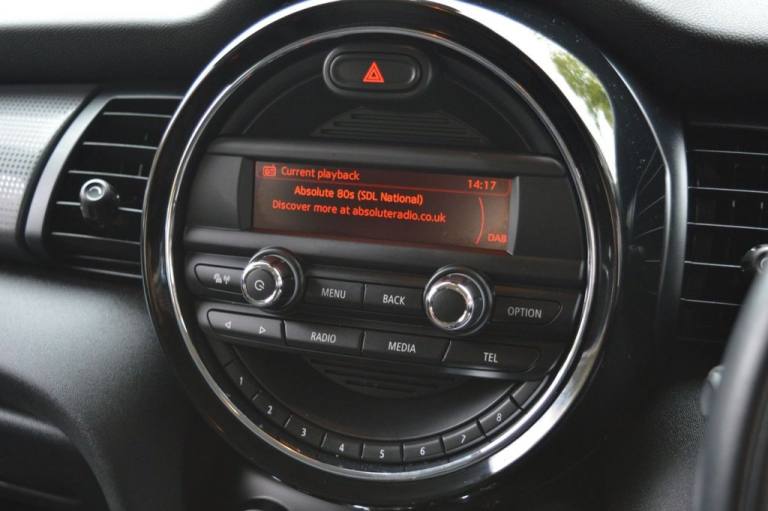 Current playback
14:17
Absolute 80s (SDL National)
Discover more at absoluteradio.co.uk
DAB
MENU
BACK
OPTION
RADIO
MEDIA
TEL
1
2
3
4
5
6
7
8